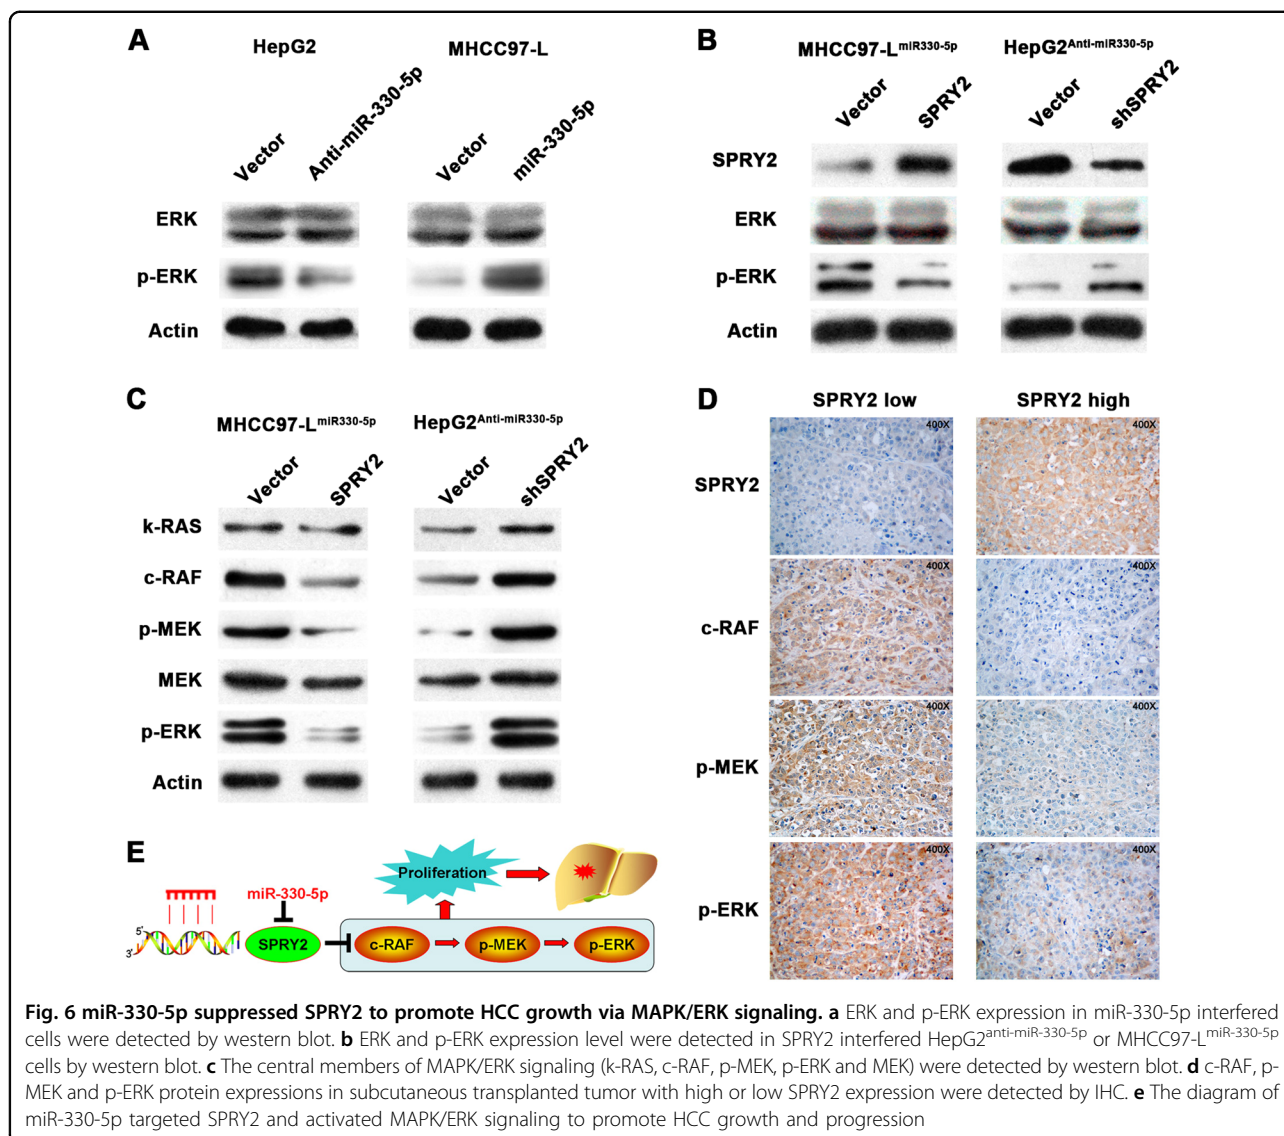 A
HepG2
MHCC97-L
Vector
Anti-miR-330-5p
Vector
miR-330-5p
ERK
p-ERK
Actin
B
MHCC97-LmiR330-5p
HepG2Anti-miR330-5p
Vector
SPRY2
Vector
shSPRY2
SPRY2
ERK
p-ERK
Actin
C
MHCC97-LmiR330-5p
HepG2Anti-miR330-5p
Vector
SPRY2
Vector
shSPRY2
k-RAS
c-RAF
p-MEK
MEK
p-ERK
Actin
D
SPRY2 low
SPRY2 high
SPRY2
400X
400X
c-RAF
400X
400X
p-MEK
400X
400X
p-ERK
400X
400X
E
Proliferation
miR-330-5p
5'
3'
SPRY2
c-RAF
p-MEK
p-ERK
Fig. 6 miR-330-5p suppressed SPRY2 to promote HCC growth via MAPK/ERK signaling. a ERK and p-ERK expression in miR-330-5p interfered
cells were detected by western blot. b ERK and p-ERK expression level were detected in SPRY2 interfered HepG2anti-miR-330-5p or MHCC97-LmiR-330-5p
cells by western blot. c The central members of MAPK/ERK signaling (k-RAS, c-RAF, p-MEK, p-ERK and MEK) were detected by western blot. d c-RAF, p-
MEK and p-ERK protein expressions in subcutaneous transplanted tumor with high or low SPRY2 expression were detected by IHC. e The diagram of
miR-330-5p targeted SPRY2 and activated MAPK/ERK signaling to promote HCC growth and progression